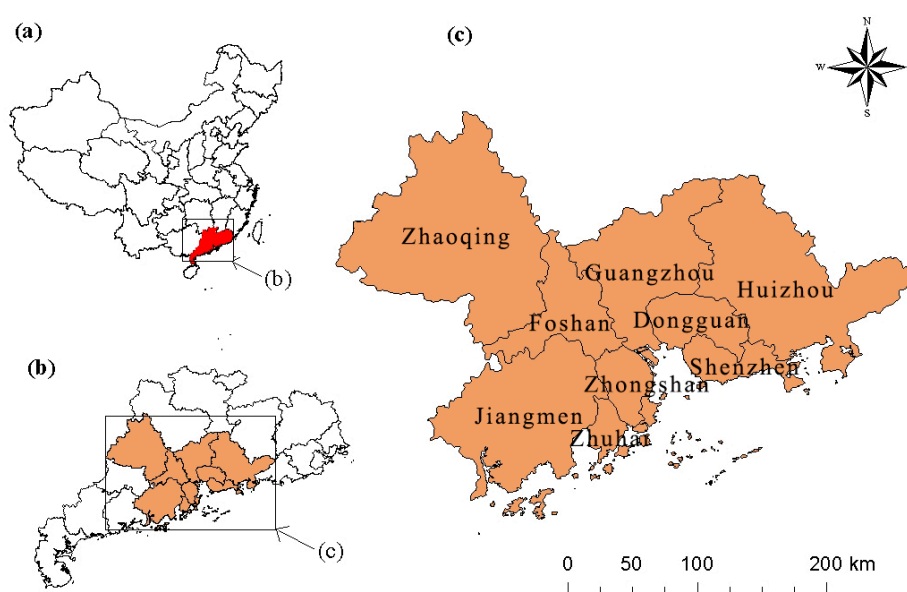 (a)
(b)
(b)
(c)
(c)
N
W
E
S
Zhaoqing
Guangzhou
Huizhou
Foshan
Dongguan
Shenzhen
Zhongshan
Jiangmen
Zhuhai
0 50 100 200 km